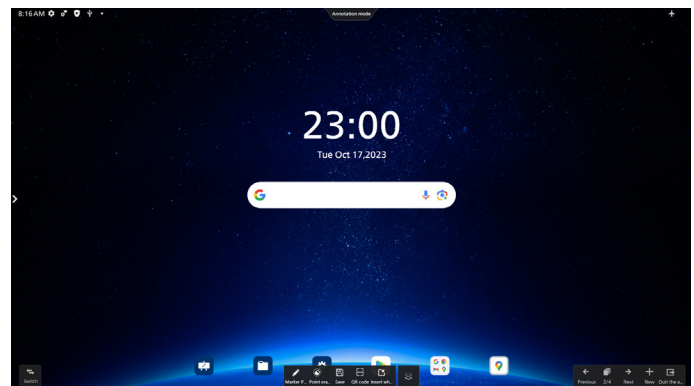 8:16 AM
Annotation mode
23:00
Tue Oct 17,2023
Switch
Marker P... Point era... Save QR code Insert wh...
Previous 2/4 Next New Quit the a...